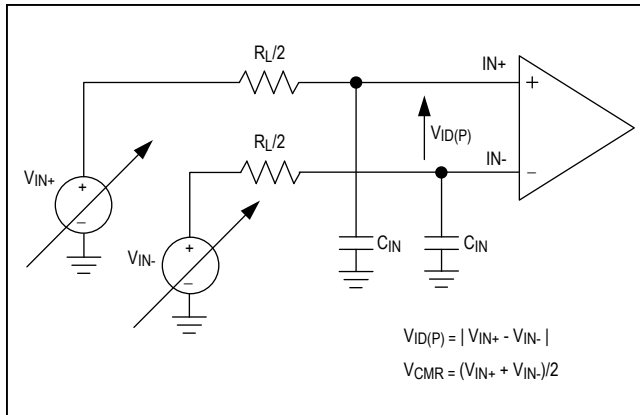 RL/2
IN+
+
RL/2
VID(P)
IN-
−
VIN+
+
−
VIN-
+
−
CIN
CIN
VID(P) = | VIN+ - VIN- |
VCMR = (VIN+ + VIN-)/2